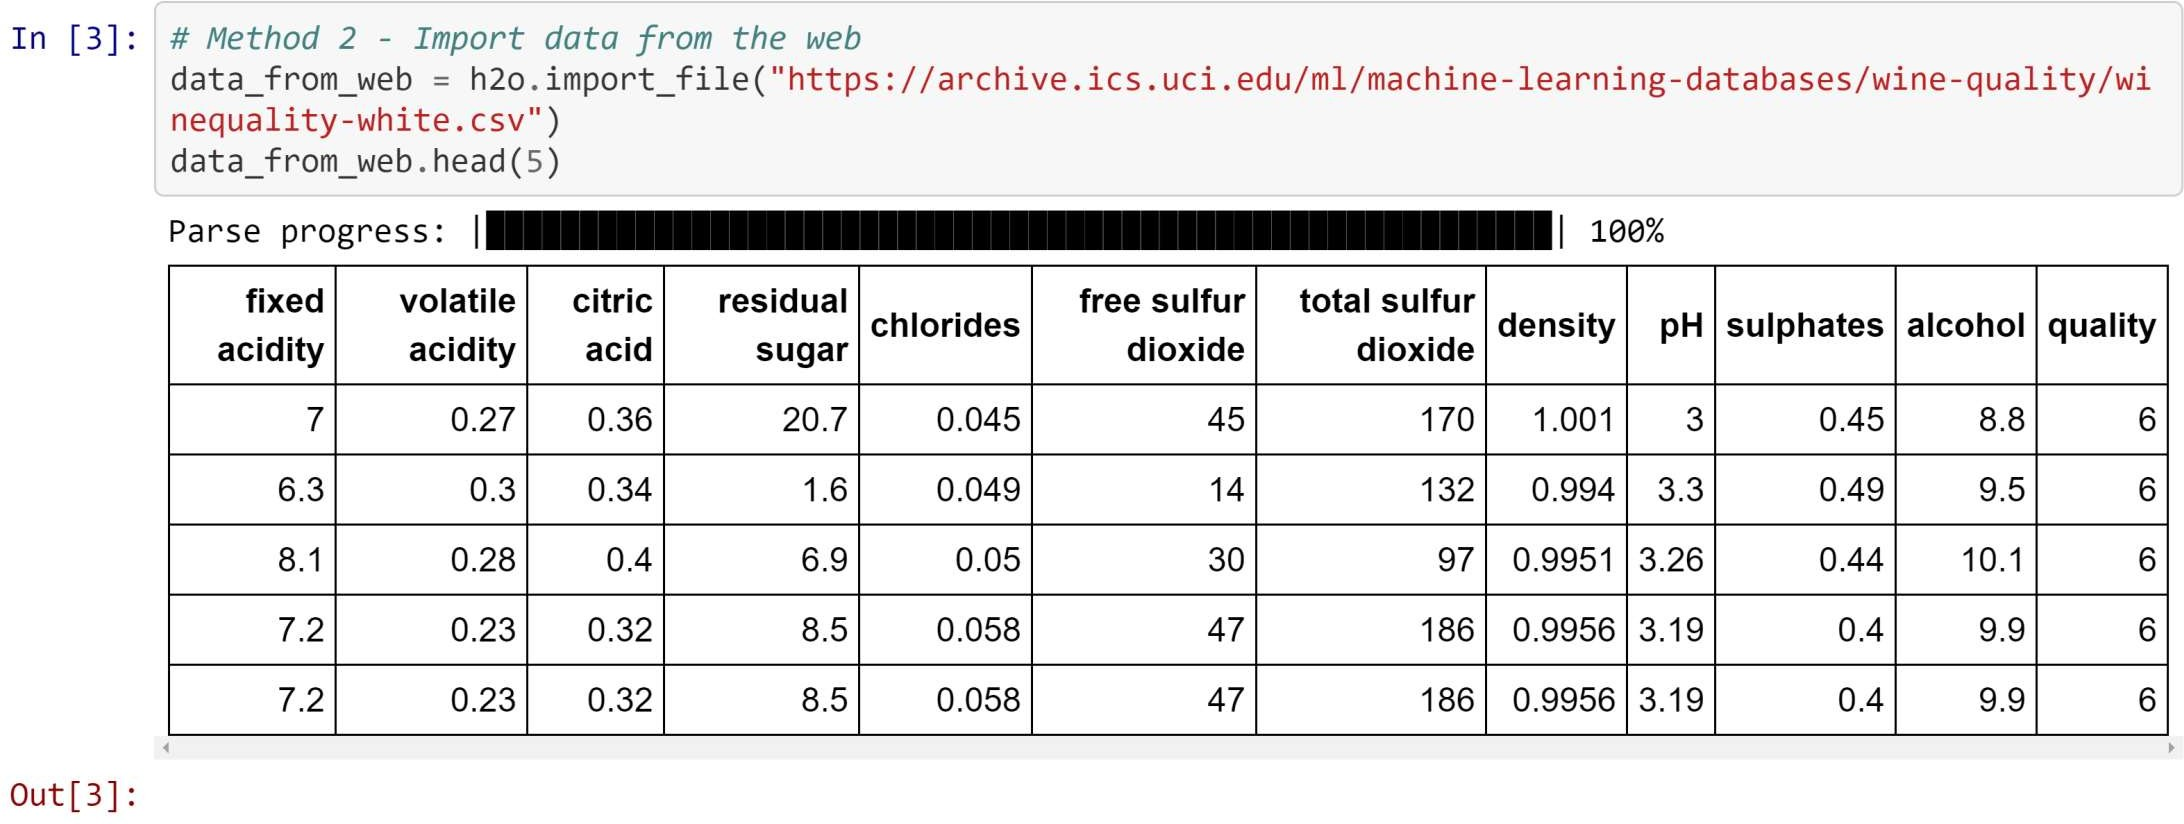 In [3]: # Method 2 - Import data from the web
data_from_web = h2o.import_file("https://archive.ics.uci.edu/ml/machine-learning-databases/wine-quality/wi
nequality-white.csv")
data_from_web.head(5)
Parse progress: |█████████████████████████████████████████████████████████| 100%
fixed acidity volatile acidity citric acid residual sugar chlorides free sulfur dioxide total sulfur dioxide density pH sulphates alcohol quality
7 0.27 0.36 20.7 0.045 45 170 1.001 3 0.45 8.8 6
6.3 0.3 0.34 1.6 0.049 14 132 0.994 3.3 0.49 9.5 6
8.1 0.28 0.4 6.9 0.05 30 97 0.9951 3.26 0.44 10.1 6
7.2 0.23 0.32 8.5 0.058 47 186 0.9956 3.19 0.4 9.9 6
7.2 0.23 0.32 8.5 0.058 47 186 0.9956 3.19 0.4 9.9 6
Out[3]: